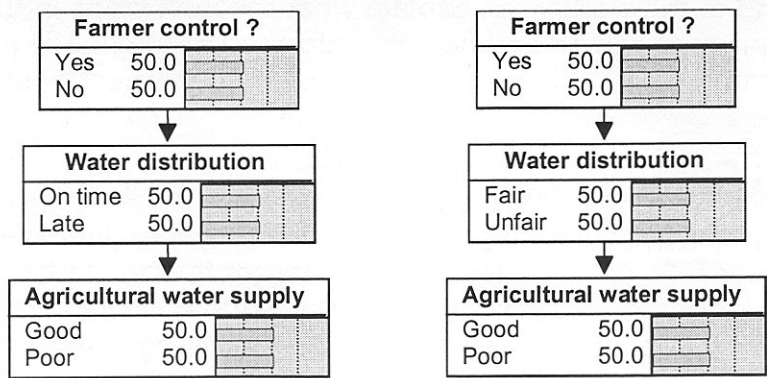 Farmer control ?
Yes 50.0
No 50.0
Water distribution
On time 50.0
Late 50.0
Agricultural water supply
Good 50.0
Poor 50.0
Farmer control ?
Yes 50.0
No 50.0
Water distribution
Fair 50.0
Unfair 50.0
Agricultural water supply
Good 50.0
Poor 50.0